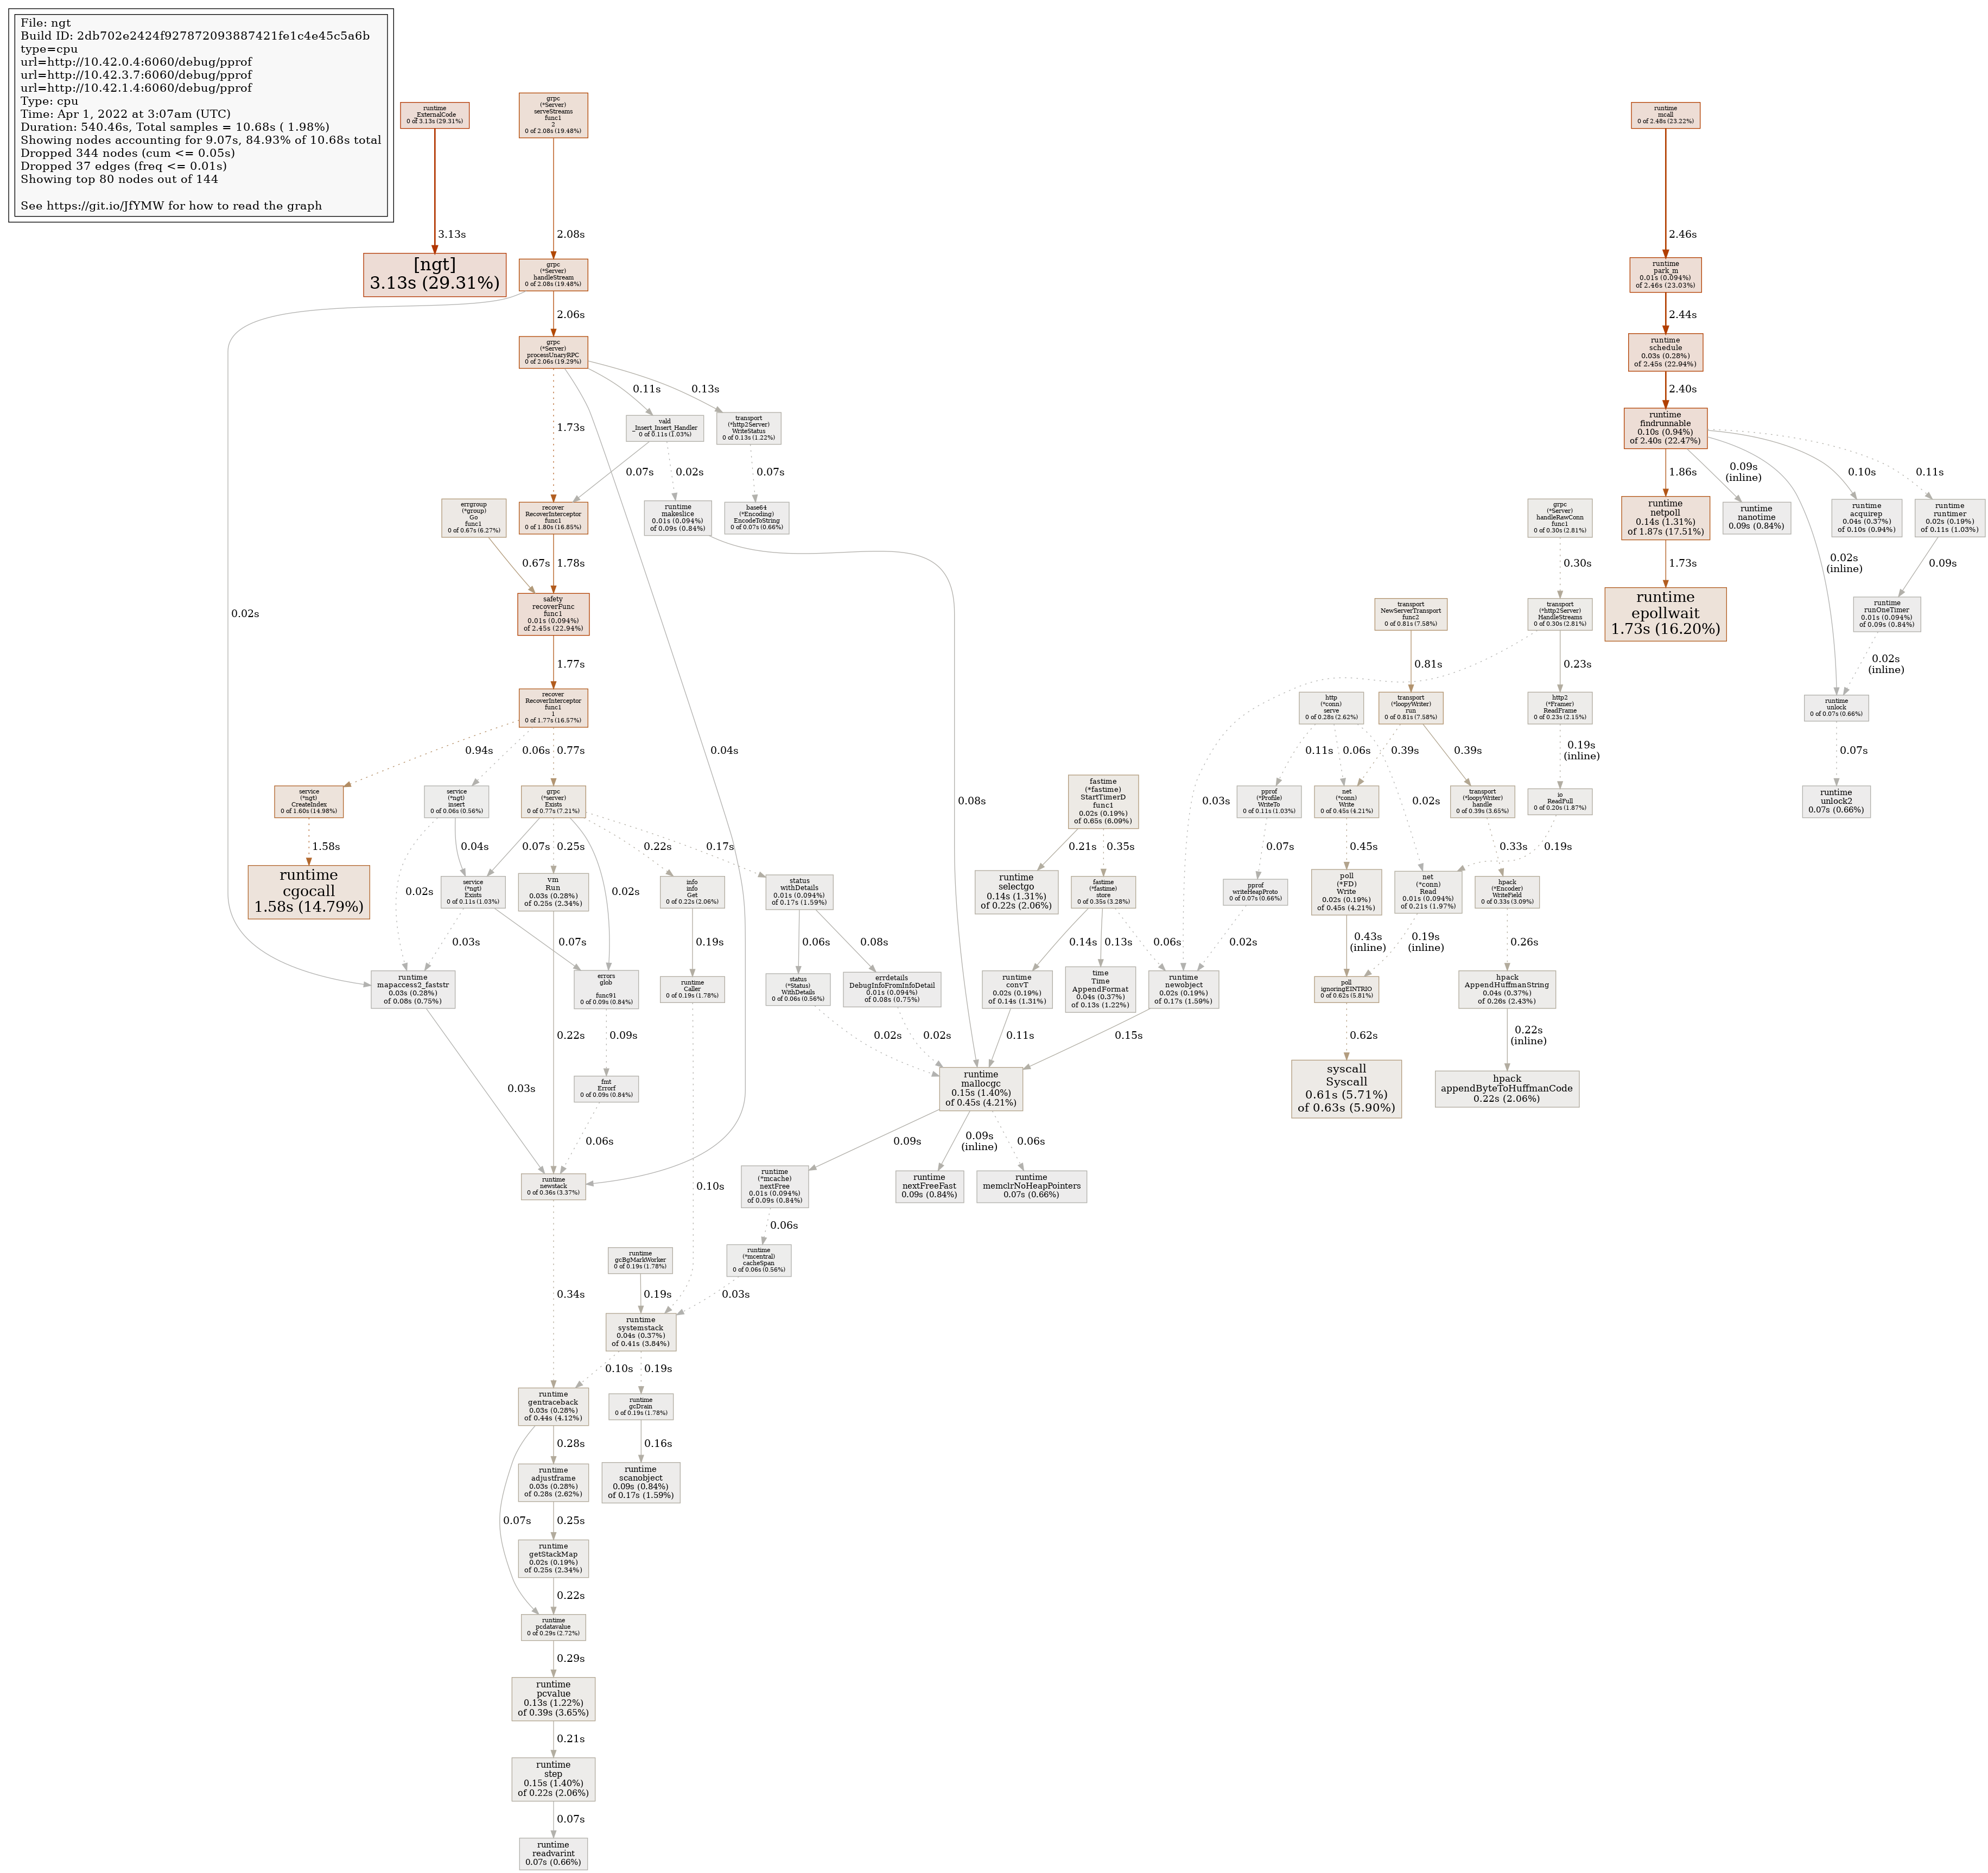 File: ngt
Build ID: 2db702e2424f927872093887421fe1c4e45c5a6b
type=cpu
url=http://10.42.0.4:6060/debug/pprof
url=http://10.42.3.7:6060/debug/pprof
url=http://10.42.1.4:6060/debug/pprof
Type: cpu
Time: Apr 1, 2022 at 3:07am (UTC)
Duration: 540.46s, Total samples = 10.68s ( 1.98%)
Showing nodes accounting for 9.07s, 84.93% of 10.68s total
Dropped 344 nodes (cum <= 0.05s)
Dropped 37 edges (freq <= 0.01s)
Showing top 80 nodes out of 144
See https://git.io/JfYMW for how to read the graph
runtime
_ExternalCode
0 of 3.13s (29.31%)
grpc
(*Server)
serveStreams
func1
2
0 of 2.08s (19.48%)
runtime
mcall
0 of 2.48s (23.22%)
3.13s
2.08s
2.46s
[ngt]
3.13s (29.31%)
grpc
(*Server)
handleStream
0 of 2.08s (19.48%)
runtime
park_m
0.01s (0.094%)
of 2.46s (23.03%)
2.06s
2.44s
grpc
(*Server)
processUnaryRPC
0 of 2.06s (19.29%)
runtime
schedule
0.03s (0.28%)
of 2.45s (22.94%)
0.11s
0.13s
2.40s
1.73s
vald
_Insert_Insert_Handler
0 of 0.11s (1.03%)
transport
(*http2Server)
WriteStatus
0 of 0.13s (1.22%)
runtime
findrunnable
0.10s (0.94%)
of 2.40s (22.47%)
0.07s
0.02s
0.07s
1.86s
0.09s
(inline)
0.10s
0.11s
errgroup
(*group)
Go
func1
0 of 0.67s (6.27%)
recover
RecoverInterceptor
func1
0 of 1.80s (16.85%)
runtime
makeslice
0.01s (0.094%)
of 0.09s (0.84%)
base64
(*Encoding)
EncodeToString
0 of 0.07s (0.66%)
grpc
(*Server)
handleRawConn
func1
0 of 0.30s (2.81%)
runtime
netpoll
0.14s (1.31%)
of 1.87s (17.51%)
runtime
nanotime
0.09s (0.84%)
runtime
acquirep
0.04s (0.37%)
of 0.10s (0.94%)
runtime
runtimer
0.02s (0.19%)
of 0.11s (1.03%)
0.67s
1.78s
0.30s
1.73s
0.02s
(inline)
0.09s
0.02s
safety
recoverFunc
func1
0.01s (0.094%)
of 2.45s (22.94%)
transport
NewServerTransport
func2
0 of 0.81s (7.58%)
transport
(*http2Server)
HandleStreams
0 of 0.30s (2.81%)
runtime
epollwait
1.73s (16.20%)
runtime
runOneTimer
0.01s (0.094%)
of 0.09s (0.84%)
1.77s
0.81s
0.23s
0.02s
(inline)
recover
RecoverInterceptor
func1
1
0 of 1.77s (16.57%)
http
(*conn)
serve
0 of 0.28s (2.62%)
transport
(*loopyWriter)
run
0 of 0.81s (7.58%)
http2
(*Framer)
ReadFrame
0 of 0.23s (2.15%)
runtime
unlock
0 of 0.07s (0.66%)
0.94s
0.06s
0.77s
0.04s
0.11s
0.06s
0.39s
0.39s
0.19s
(inline)
0.07s
service
(*ngt)
CreateIndex
0 of 1.60s (14.98%)
service
(*ngt)
insert
0 of 0.06s (0.56%)
grpc
(*server)
Exists
0 of 0.77s (7.21%)
0.08s
fastime
(*fastime)
StartTimerD
func1
0.02s (0.19%)
of 0.65s (6.09%)
0.03s
pprof
(*Profile)
WriteTo
0 of 0.11s (1.03%)
net
(*conn)
Write
0 of 0.45s (4.21%)
0.02s
transport
(*loopyWriter)
handle
0 of 0.39s (3.65%)
io
ReadFull
0 of 0.20s (1.87%)
runtime
unlock2
0.07s (0.66%)
1.58s
0.04s
0.07s
0.25s
0.22s
0.17s
0.21s
0.35s
0.07s
0.45s
0.33s
0.19s
runtime
cgocall
1.58s (14.79%)
0.02s
service
(*ngt)
Exists
0 of 0.11s (1.03%)
vm
Run
0.03s (0.28%)
of 0.25s (2.34%)
0.02s
info
info
Get
0 of 0.22s (2.06%)
status
withDetails
0.01s (0.094%)
of 0.17s (1.59%)
runtime
selectgo
0.14s (1.31%)
of 0.22s (2.06%)
fastime
(*fastime)
store
0 of 0.35s (3.28%)
pprof
writeHeapProto
0 of 0.07s (0.66%)
poll
(*FD)
Write
0.02s (0.19%)
of 0.45s (4.21%)
net
(*conn)
Read
0.01s (0.094%)
of 0.21s (1.97%)
hpack
(*Encoder)
WriteField
0 of 0.33s (3.09%)
0.03s
0.07s
0.19s
0.06s
0.08s
0.14s
0.13s
0.06s
0.02s
0.43s
(inline)
0.19s
(inline)
0.26s
runtime
mapaccess2_faststr
0.03s (0.28%)
of 0.08s (0.75%)
errors
glob

func91
0 of 0.09s (0.84%)
runtime
Caller
0 of 0.19s (1.78%)
status
(*Status)
WithDetails
0 of 0.06s (0.56%)
errdetails
DebugInfoFromInfoDetail
0.01s (0.094%)
of 0.08s (0.75%)
runtime
convT
0.02s (0.19%)
of 0.14s (1.31%)
time
Time
AppendFormat
0.04s (0.37%)
of 0.13s (1.22%)
runtime
newobject
0.02s (0.19%)
of 0.17s (1.59%)
poll
ignoringEINTRIO
0 of 0.62s (5.81%)
hpack
AppendHuffmanString
0.04s (0.37%)
of 0.26s (2.43%)
0.22s
0.09s
0.02s
0.02s
0.11s
0.15s
0.62s
0.22s
(inline)
0.03s
fmt
Errorf
0 of 0.09s (0.84%)
runtime
mallocgc
0.15s (1.40%)
of 0.45s (4.21%)
syscall
Syscall
0.61s (5.71%)
of 0.63s (5.90%)
hpack
appendByteToHuffmanCode
0.22s (2.06%)
0.06s
0.09s
0.09s
(inline)
0.06s
runtime
newstack
0 of 0.36s (3.37%)
0.10s
runtime
(*mcache)
nextFree
0.01s (0.094%)
of 0.09s (0.84%)
runtime
nextFreeFast
0.09s (0.84%)
runtime
memclrNoHeapPointers
0.07s (0.66%)
0.06s
runtime
gcBgMarkWorker
0 of 0.19s (1.78%)
runtime
(*mcentral)
cacheSpan
0 of 0.06s (0.56%)
0.34s
0.19s
0.03s
runtime
systemstack
0.04s (0.37%)
of 0.41s (3.84%)
0.10s
0.19s
runtime
gentraceback
0.03s (0.28%)
of 0.44s (4.12%)
runtime
gcDrain
0 of 0.19s (1.78%)
0.28s
0.16s
runtime
adjustframe
0.03s (0.28%)
of 0.28s (2.62%)
runtime
scanobject
0.09s (0.84%)
of 0.17s (1.59%)
0.07s
0.25s
runtime
getStackMap
0.02s (0.19%)
of 0.25s (2.34%)
0.22s
runtime
pcdatavalue
0 of 0.29s (2.72%)
0.29s
runtime
pcvalue
0.13s (1.22%)
of 0.39s (3.65%)
0.21s
runtime
step
0.15s (1.40%)
of 0.22s (2.06%)
0.07s
runtime
readvarint
0.07s (0.66%)